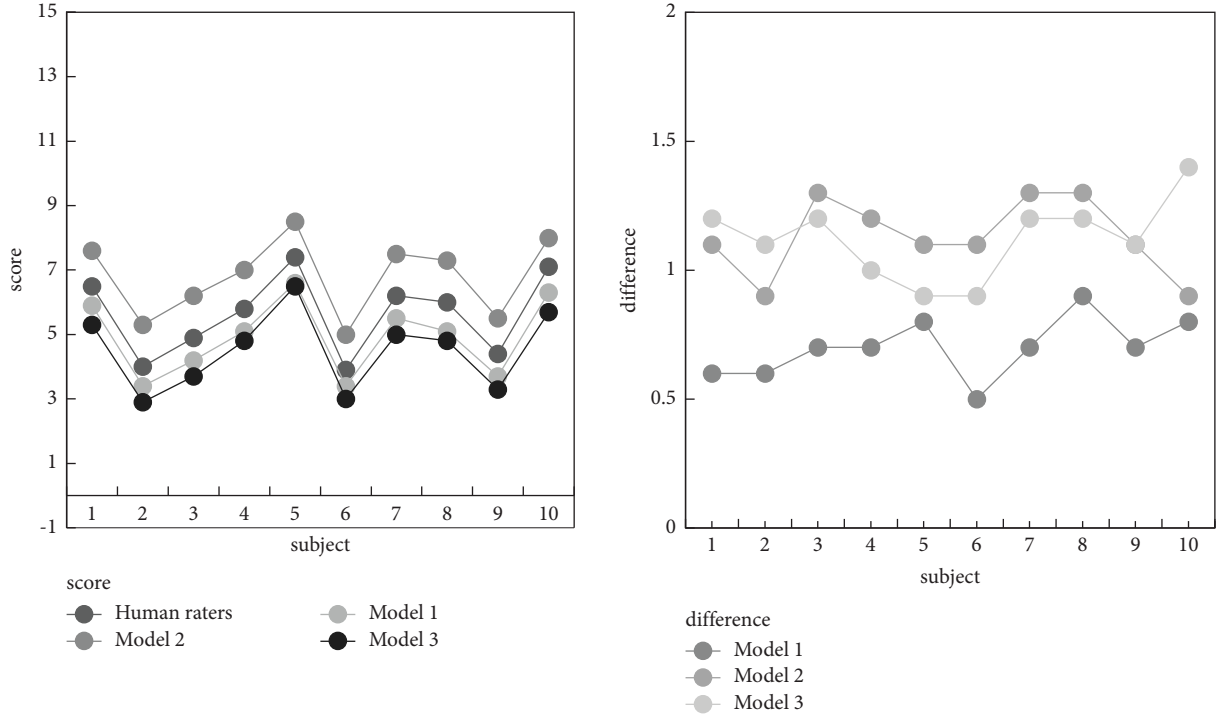 15
13
11
9
7
5
3
1
-1
score
1 2 3 4 5 6 7 8 9 10
subject
score
Human raters
Model 1
Model 2
Model 3
2
1.5
1
0.5
0
difference
1 2 3 4 5 6 7 8 9 10
subject
difference
Model 1
Model 2
Model 3